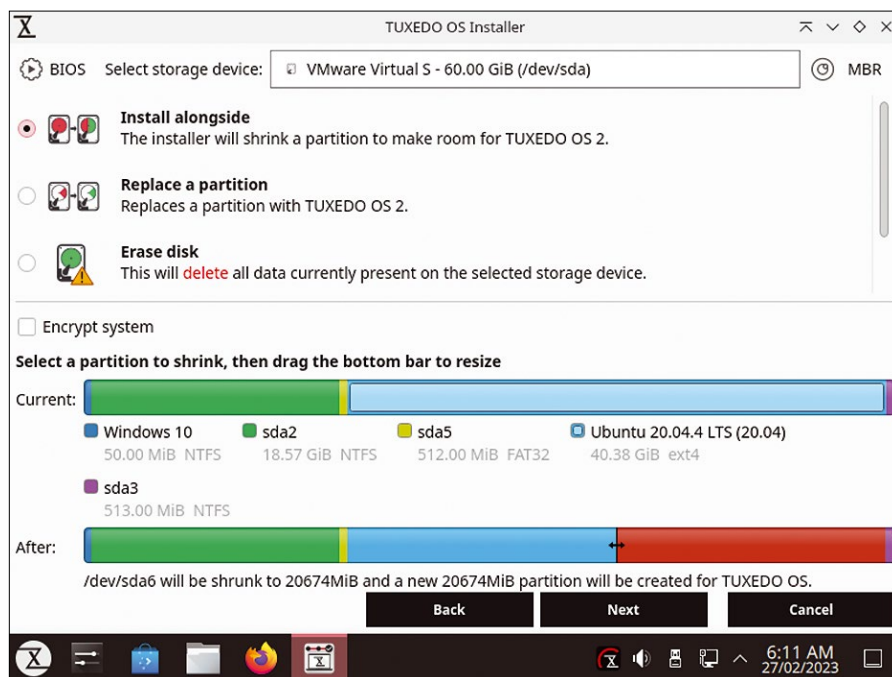 TUXEDO OS Installer
BIOS Select storage device: VMware Virtual S - 60.00 GiB (/dev/sda) MBR
Install alongside
The installer will shrink a partition to make room for TUXEDO OS 2.
Replace a partition
Replaces a partition with TUXEDO OS 2.
Erase disk
This will delete all data currently present on the selected storage device.
Encrypt system
Select a partition to shrink, then drag the bottom bar to resize
Current:
Windows 10 sda2 sda5 Ubuntu 20.04.4 LTS (20.04)
50.00 MiB NTFS 18.57 GiB NTFS 512.00 MiB FAT32 40.38 GiB ext4
sda3
513.00 MiB NTFS
After:
/dev/sda6 will be shrunk to 20674MiB and a new 20674MiB partition will be created for TUXEDO OS.
Back Next Cancel
6:11 AM
27/02/2023